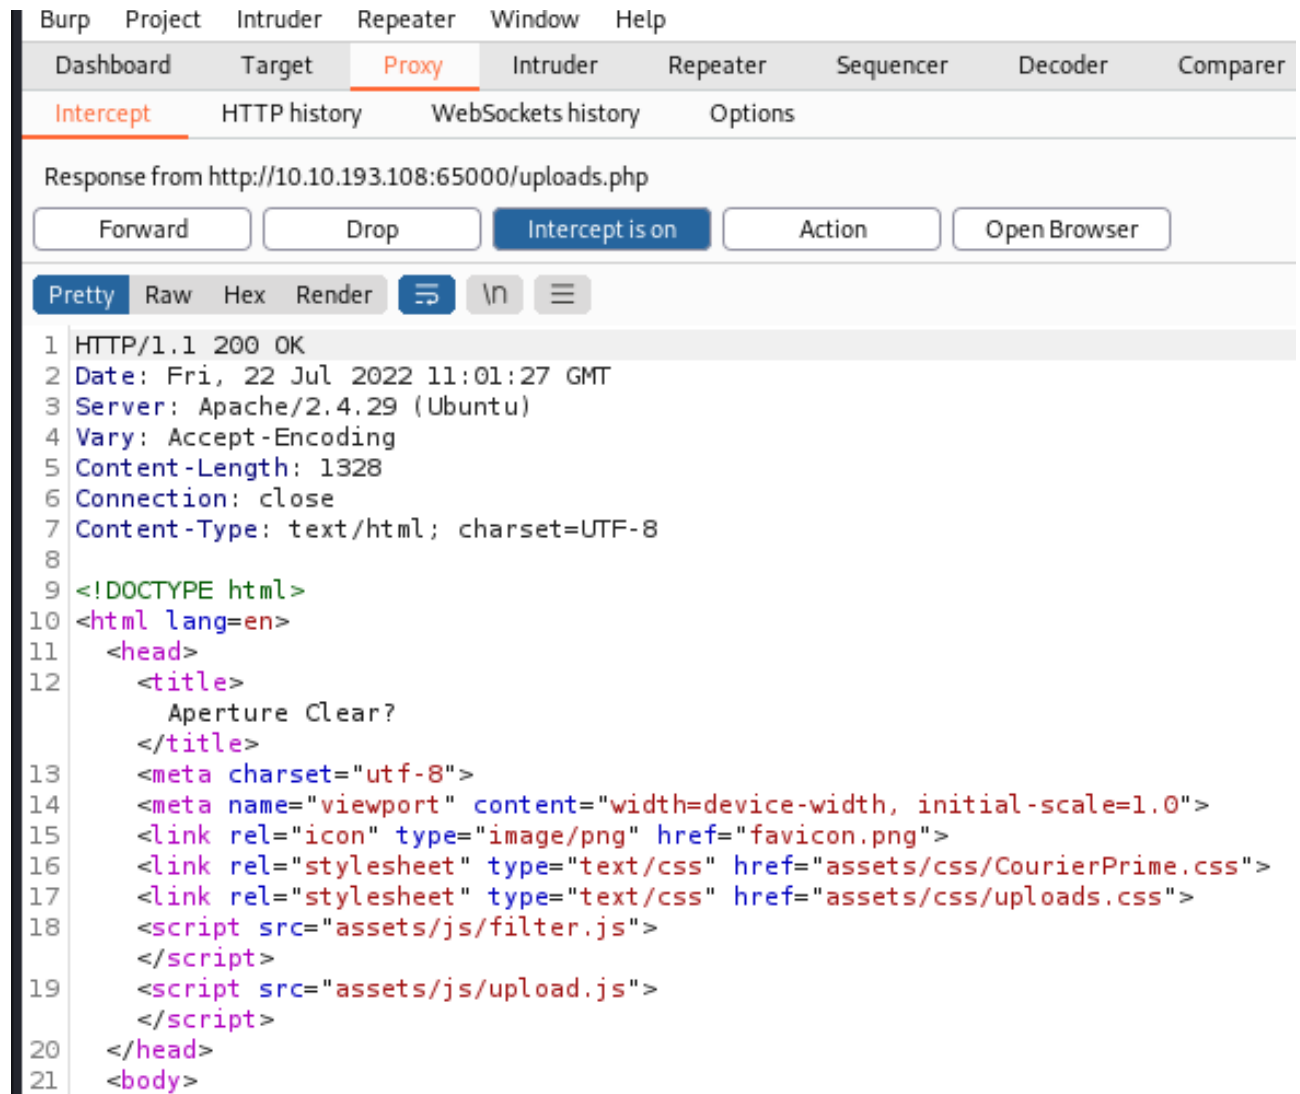 Burp Project Intruder Repeater Window Help
Dashboard Target Proxy Intruder Repeater Sequencer Decoder Comparer
Intercept HTTP history WebSockets history Options
Response from http://10.10.193.108:65000/uploads.php
Forward Drop Intercept is on Action Open Browser
Pretty Raw Hex Render \n
1 HTTP/1.1 200 OK
2 Date: Fri, 22 Jul 2022 11:01:27 GMT
3 Server: Apache/2.4.29 (Ubuntu)
4 Vary: Accept-Encoding
5 Content-Length: 1328
6 Connection: close
7 Content-Type: text/html; charset=UTF-8
8
9 <!DOCTYPE html>
10 <html lang=en>
11 <head>
12 <title>
Aperture Clear?
</title>
13 <meta charset="utf-8">
14 <meta name="viewport" content="width=device-width, initial-scale=1.0">
15 <link rel="icon" type="image/png" href="favicon.png">
16 <link rel="stylesheet" type="text/css" href="assets/css/CourierPrime.css">
17 <link rel="stylesheet" type="text/css" href="assets/css/uploads.css">
18 <script src="assets/js/filter.js">
</script>
19 <script src="assets/js/upload.js">
</script>
20 </head>
21 <body>